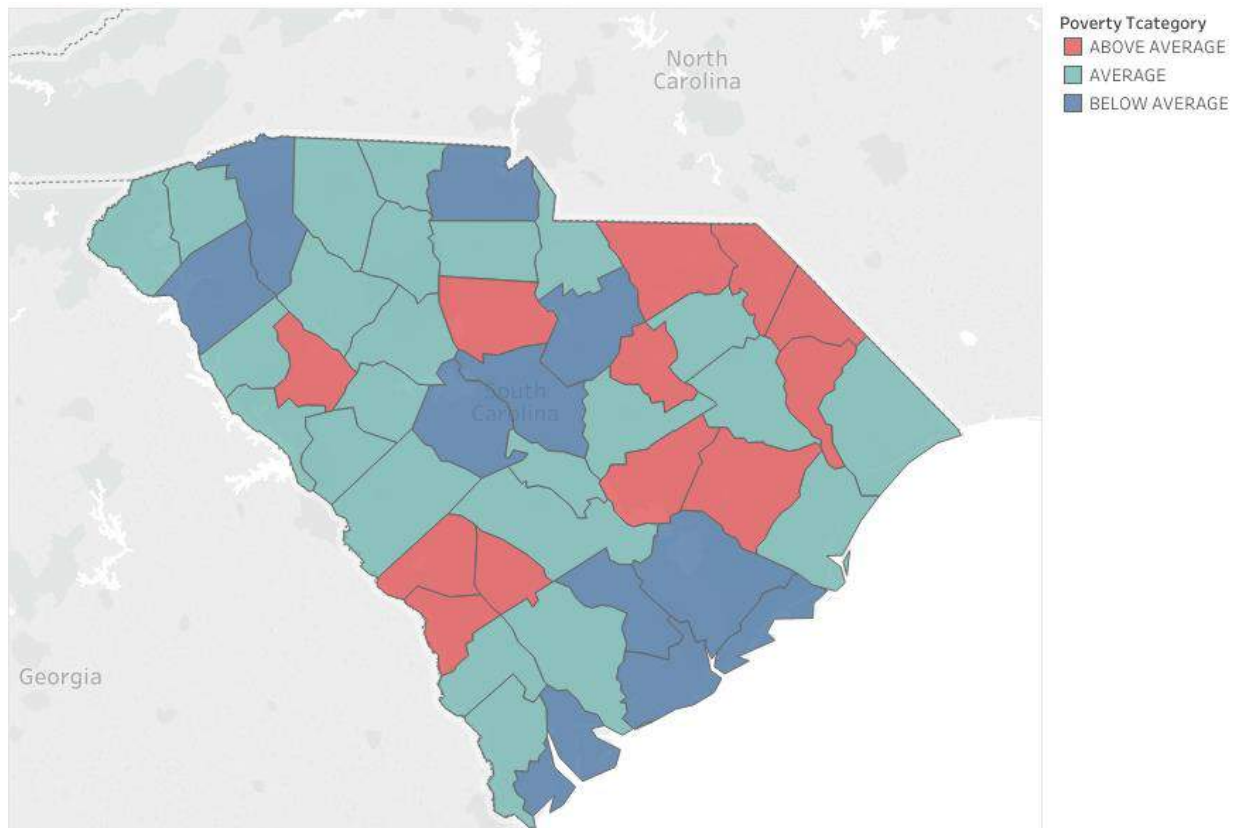 Poverty Tcategory
ABOVE AVERAGE
AVERAGE
BELOW AVERAGE
North
Carolina
South
Carolina
Georgia